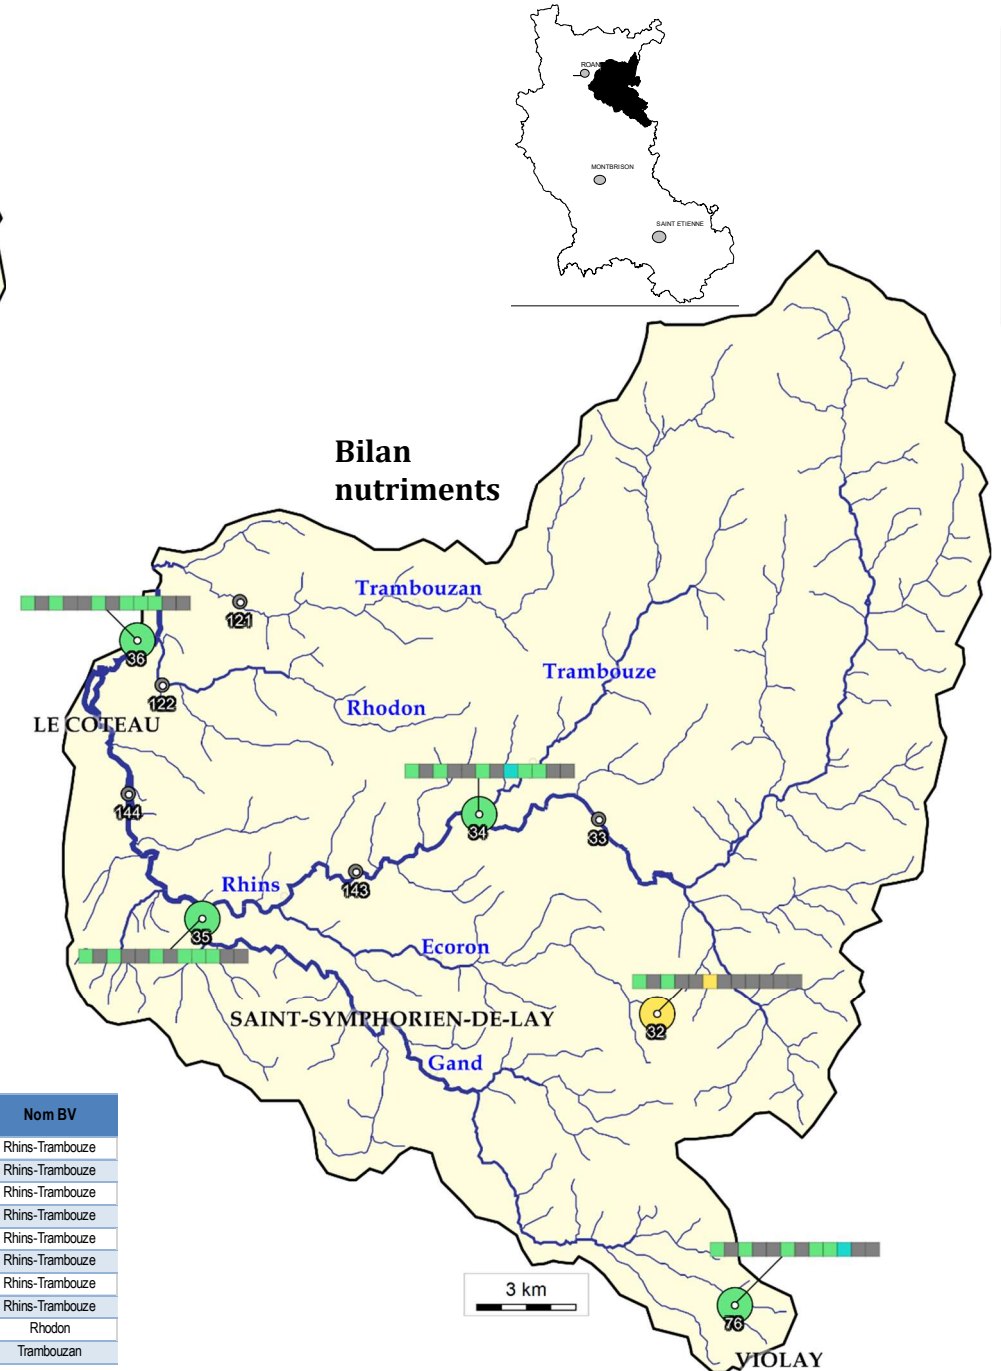 ROAN
MONTBRISON
SAINT ETIENNE
Bilan
nutriments
Trambouzan
121
36
Trambouze
122
Rhodon
LE COTEAU
144
34
33
143
Rhins
35
Ecoron
SAINT-SYMPHORIEN-DE-LAY
32
Gand
Nom BV
Rhins-Trambouze
Rhins-Trambouze
Rhins-Trambouze
Rhins-Trambouze
Rhins-Trambouze
Rhins-Trambouze
Rhins-Trambouze
Rhins-Trambouze
Rhodon
Trambouzan
3 km
76
VIOLAY